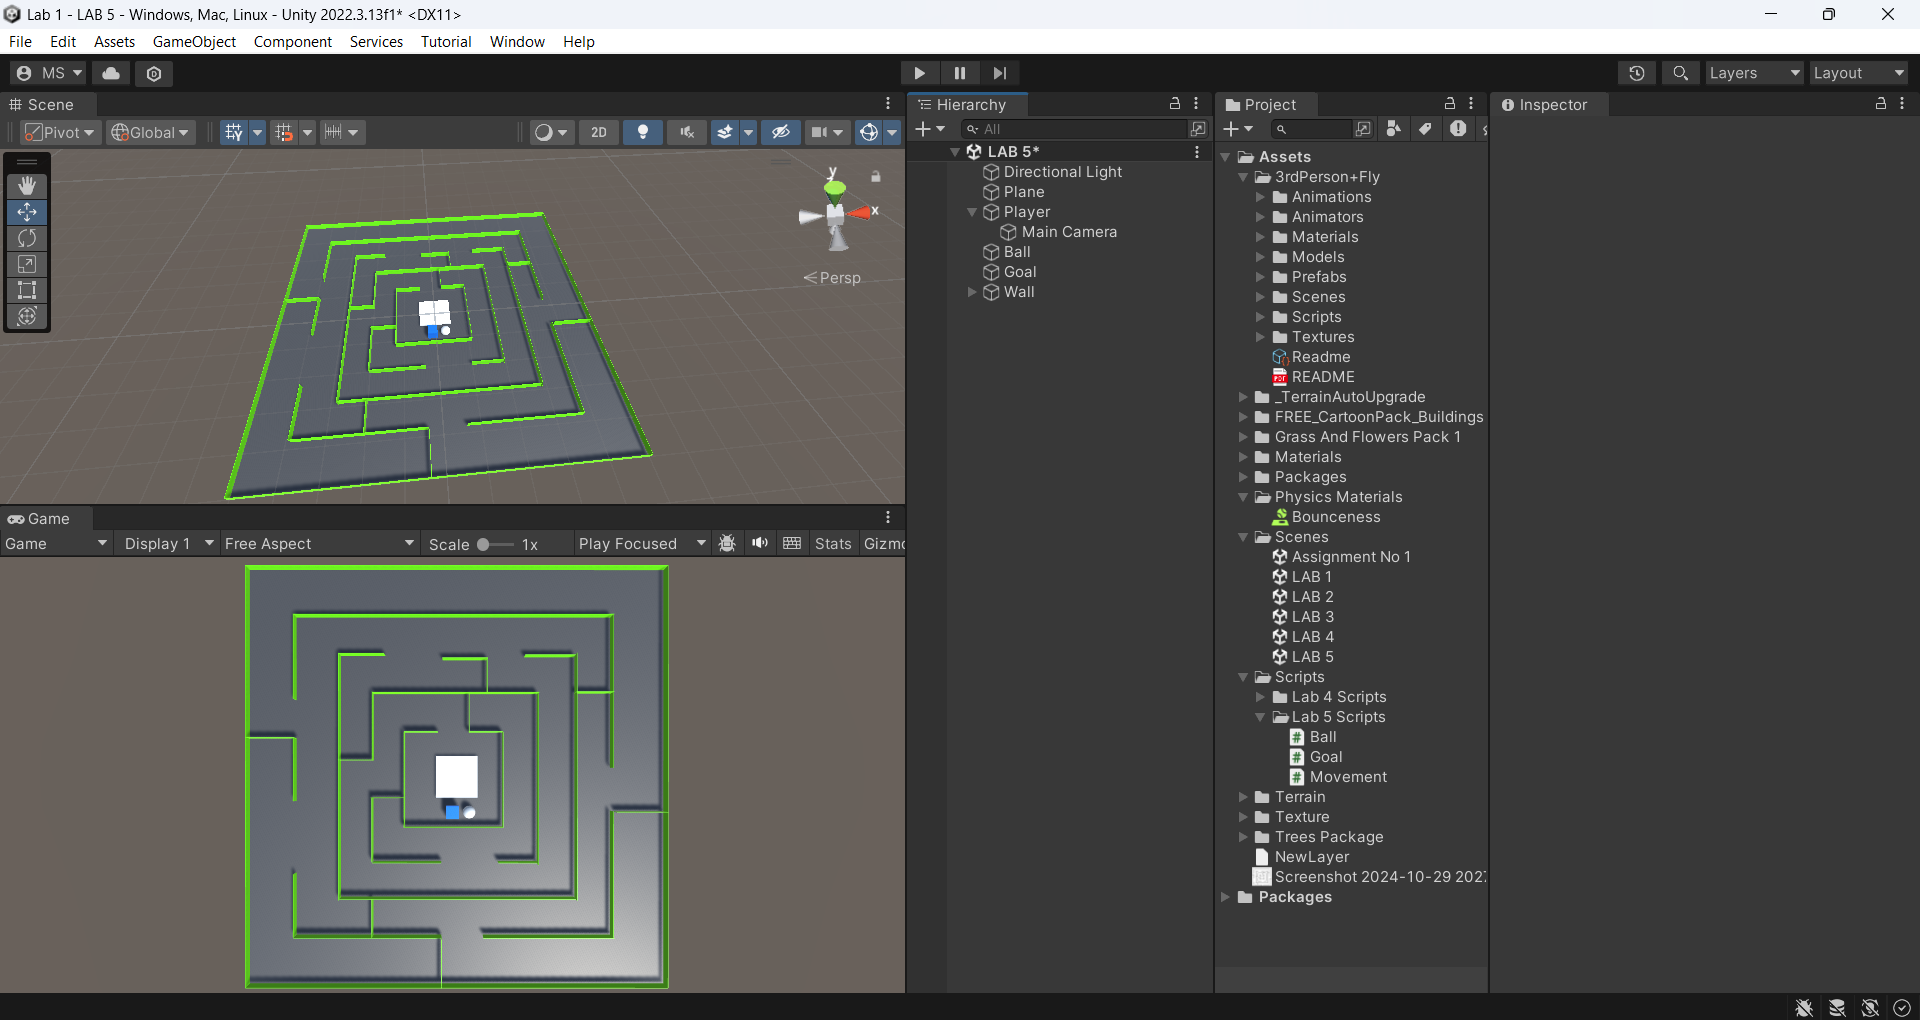 Lab 1 - LAB 5 - Windows, Mac, Linux - Unity 2022.3.13f1* <DX11>
File Edit Assets GameObject Component Services Tutorial Window Help
MS Layers Layout
Scene
Pivot Global 2D
y
x
Persp
Game
Game Display 1 Free Aspect Scale 1x Play Focused Stats Gizmo
Hierarchy
All
LAB 5*
Directional Light
Plane
Player
Main Camera
Ball
Goal
Wall
Project
Assets
3rdPerson+Fly
Animations
Animators
Materials
Models
Prefabs
Scenes
Scripts
Textures
Readme
README
_TerrainAutoUpgrade
FREE_CartoonPack_Buildings
Grass And Flowers Pack 1
Materials
Packages
Physics Materials
Bounceness
Scenes
Assignment No 1
LAB 1
LAB 2
LAB 3
LAB 4
LAB 5
Scripts
Lab 4 Scripts
Lab 5 Scripts
Ball
Goal
Movement
Terrain
Texture
Trees Package
NewLayer
Screenshot 2024-10-29 202
Packages
Inspector